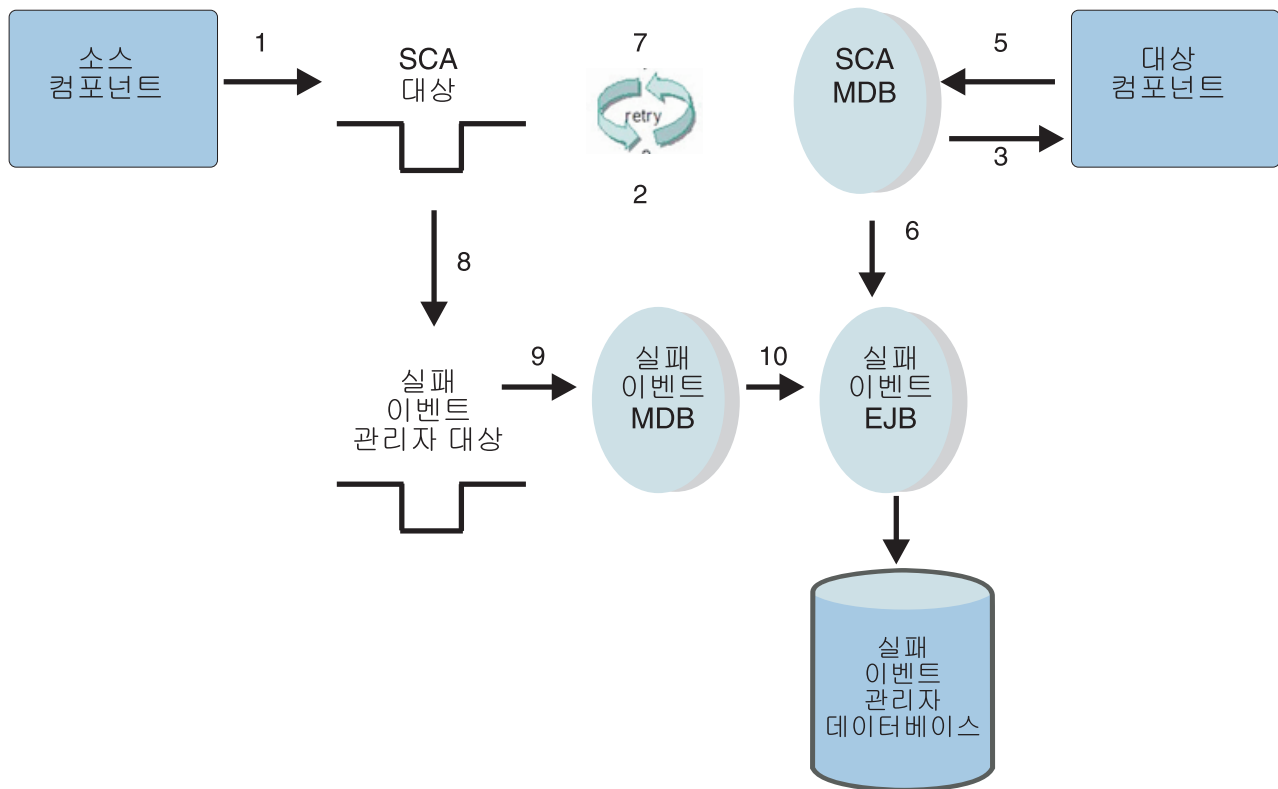 소스
컴포넌트
1
SCA
대상
7
retry
2
SCA
MDB
5
3
대상
컴포넌트
6
8
실패
이벤트
관리자 대상
9
실패
이벤트
MDB
10
실패
이벤트
EJB
실패
이벤트
관리자
데이터베이스